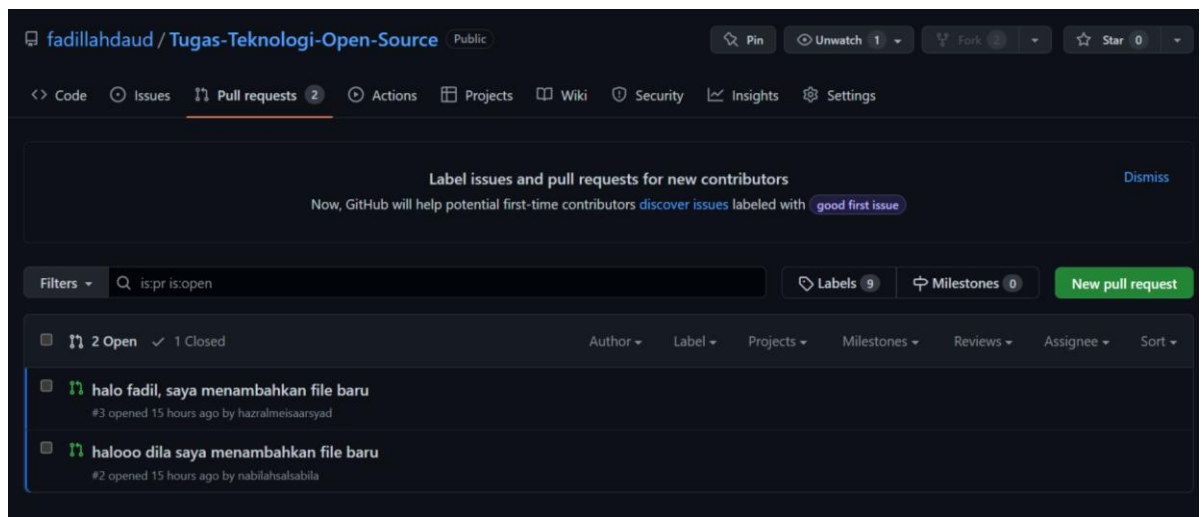 fadillahdaud / Tugas-Teknologi-Open-Source Public Pin Unwatch 1 Fork 2 Star 0
<> Code Issues Pull requests 2 Actions Projects Wiki Security Insights Settings
Label issues and pull requests for new contributors Dismiss
Now, GitHub will help potential first-time contributors discover issues labeled with good first issue
Filters is:pr is:open Labels 9 Milestones 0 New pull request
2 Open 1 Closed Author Label Projects Milestones Reviews Assignee Sort
halo fadil, saya menambahkan file baru
#3 opened 15 hours ago by hazralmeisaarsyad
halooo dila saya menambahkan file baru
#2 opened 15 hours ago by nabilahsalsabila